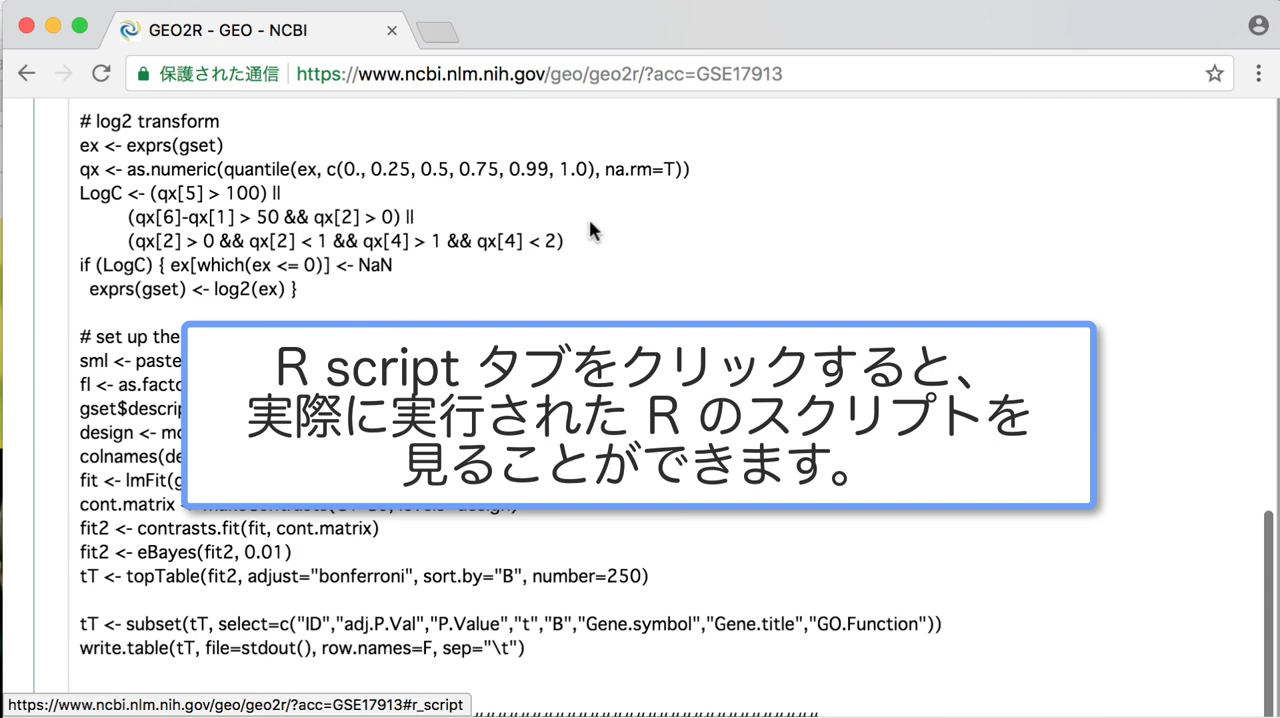 GEO2R - GEO - NCBI
保護された通信 https://www.ncbi.nlm.nih.gov/geo/geo2r/?acc=GSE17913
# log2 transform
ex <- exprs(gset)
qx <- as.numeric(quantile(ex, c(0., 0.25, 0.5, 0.75, 0.99, 1.0), na.rm=T))
LogC <- (qx[5] > 100) ||
(qx[6]-qx[1] > 50 && qx[2] > 0) ||
(qx[2] > 0 && qx[2] < 1 && qx[4] > 1 && qx[4] < 2)
if (LogC) { ex[which(ex <= 0)] <- NaN
exprs(gset) <- log2(ex) }
# set up the
sml <- paste
fl <- as.facto
gset$descrip
design <- mo
colnames(de
fit <- lmFit(g
cont.matrix
R script タブをクリックすると、
実際に実行された R のスクリプトを
見ることができます。
fit2 <- contrasts.fit(fit, cont.matrix)
fit2 <- eBayes(fit2, 0.01)
tT <- topTable(fit2, adjust="bonferroni", sort.by="B", number=250)
tT <- subset(tT, select=c("ID","adj.P.Val","P.Value","t","B","Gene.symbol","Gene.title","GO.Function"))
write.table(tT, file=stdout(), row.names=F, sep="\t")
https://www.ncbi.nlm.nih.gov/geo/geo2r/?acc=GSE17913#r_script